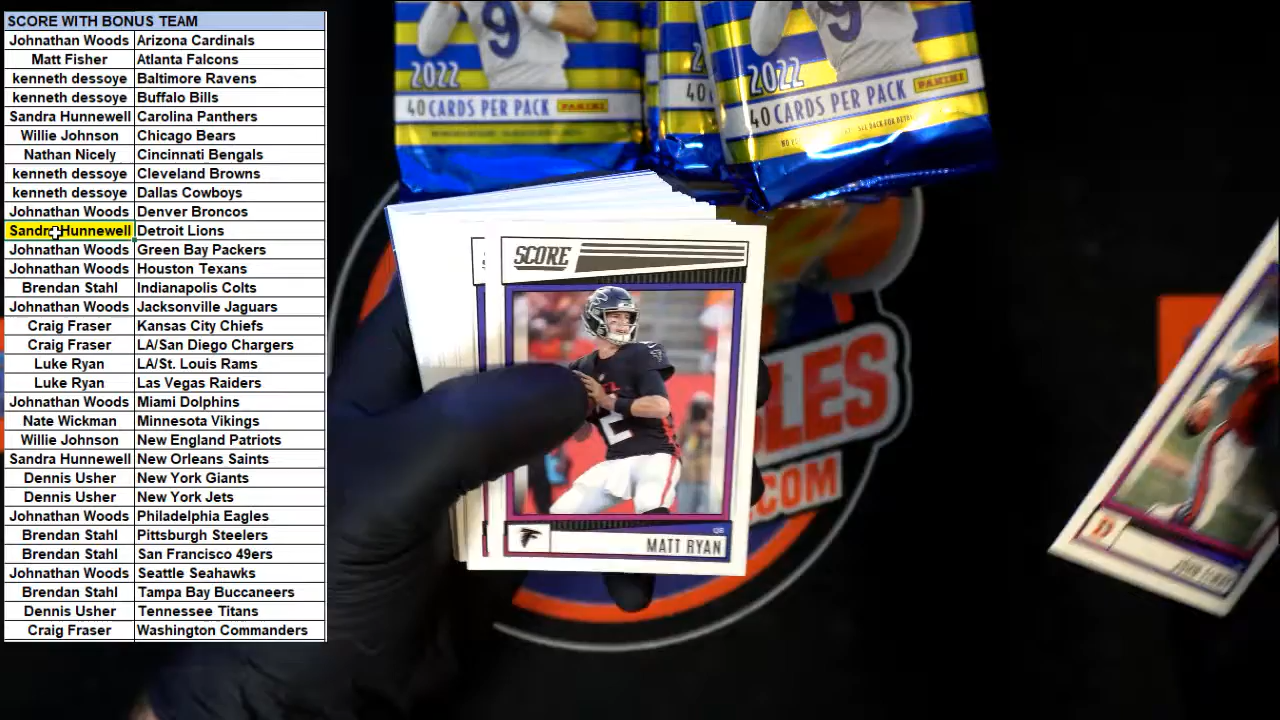 SCORE WITH BONUS TEAM
Johnathan Woods Arizona Cardinals
Matt Fisher Atlanta Falcons
kenneth dessoye Baltimore Ravens
kenneth dessoye Buffalo Bills
Sandra Hunnewell Carolina Panthers
Willie Johnson Chicago Bears
Nathan Nicely Cincinnati Bengals
kenneth dessoye Cleveland Browns
kenneth dessoye Dallas Cowboys
Johnathan Woods Denver Broncos
Sandra Hunnewell Detroit Lions
Johnathan Woods Green Bay Packers
Johnathan Woods Houston Texans
Brendan Stahl Indianapolis Colts
Johnathan Woods Jacksonville Jaguars
Craig Fraser Kansas City Chiefs
Craig Fraser LA/San Diego Chargers
Luke Ryan LA/St. Louis Rams
Luke Ryan Las Vegas Raiders
Johnathan Woods Miami Dolphins
Nate Wickman Minnesota Vikings
Willie Johnson New England Patriots
Sandra Hunnewell New Orleans Saints
Dennis Usher New York Giants
Dennis Usher New York Jets
Johnathan Woods Philadelphia Eagles
Brendan Stahl Pittsburgh Steelers
Brendan Stahl San Francisco 49ers
Johnathan Woods Seattle Seahawks
Brendan Stahl Tampa Bay Buccaneers
Dennis Usher Tennessee Titans
Craig Fraser Washington Commanders
9
2022
40 CARDS PER PACK PANINI
2
40
9
2022
40 CARDS PER PACK PANINI
SCORE
2
QB
MATT RYAN
BLES
.COM